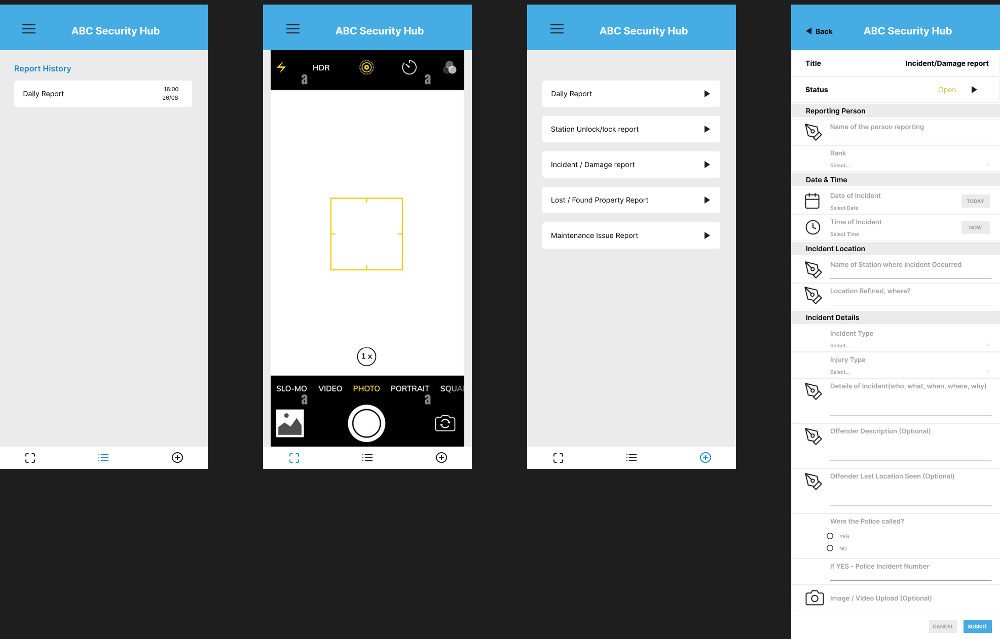 ABC Security Hub
Report History
Daily Report
16:00
26/08
ABC Security Hub
HDR
a
a
1 x
SLO-MO VIDEO PHOTO PORTRAIT SQUA
a
a
ABC Security Hub
Daily Report
Station Unlock/lock report
Incident / Damage report
Lost / Found Property Report
Maintenance Issue Report
Back
ABC Security Hub
Title Incident/Damage report
Status Open
Reporting Person
Name of the person reporting
Rank
Select...
Date & Time
Date of Incident
Select Date
TODAY
Time of Incident
Select Time
NOW
Incident Location
Name of Station where incident Occurred
Location Refined, where?
Incident Details
Incident Type
Select...
Injury Type
Select...
Details of Incident(who, what, when, where, why)
Offender Description (Optional)
Offender Last Location Seen (Optional)
Were the Police called?
YES
NO
If YES - Police Incident Number
Image / Video Upload (Optional)
CANCEL SUBMIT